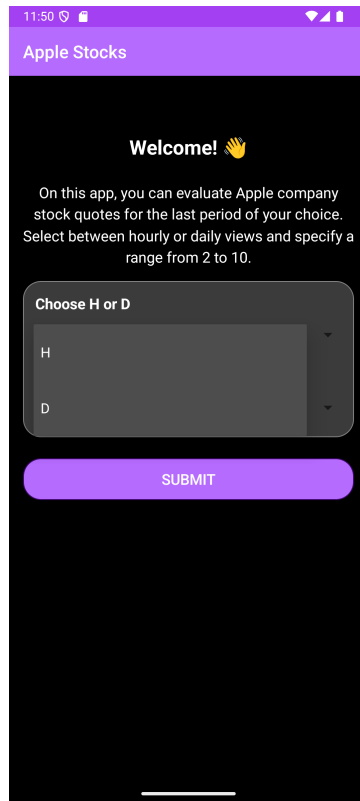 11:50
Apple Stocks
Welcome! 👋
On this app, you can evaluate Apple company
stock quotes for the last period of your choice.
Select between hourly or daily views and specify a
range from 2 to 10.
Choose H or D
H
D
SUBMIT